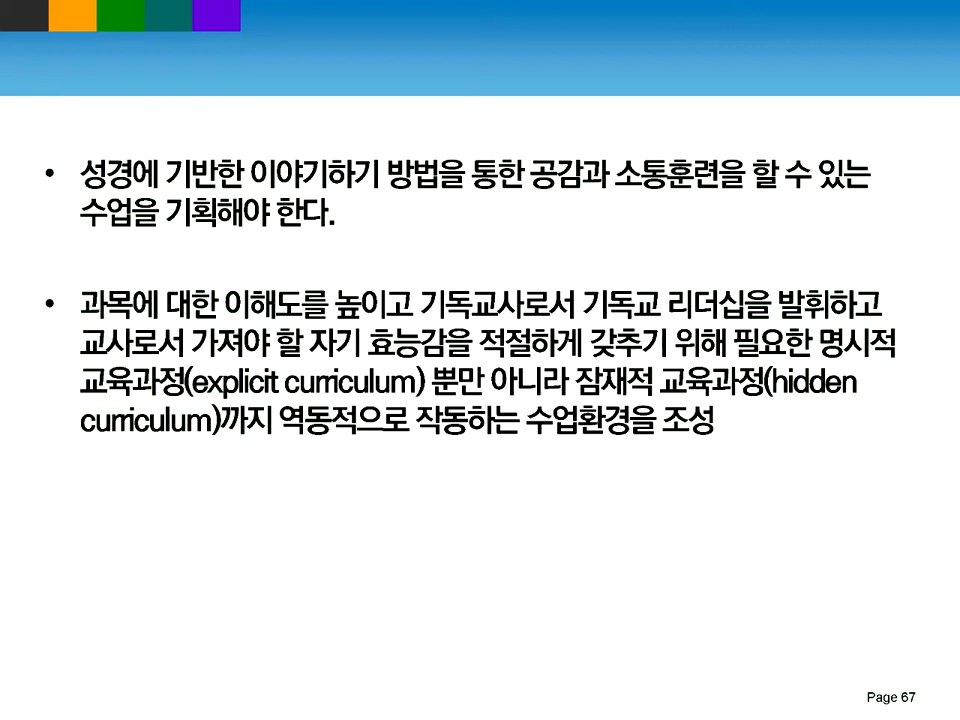 • 성경에 기반한 이야기하기 방법을 통한 공감과 소통훈련을 할 수 있는
수업을 기획해야 한다.
• 과목에 대한 이해도를 높이고 기독교사로서 기독교 리더십을 발휘하고
교사로서 가져야 할 자기 효능감을 적절하게 갖추기 위해 필요한 명시적
교육과정(explicit curriculum) 뿐만 아니라 잠재적 교육과정(hidden
curriculum)까지 역동적으로 작동하는 수업환경을 조성
Page 67